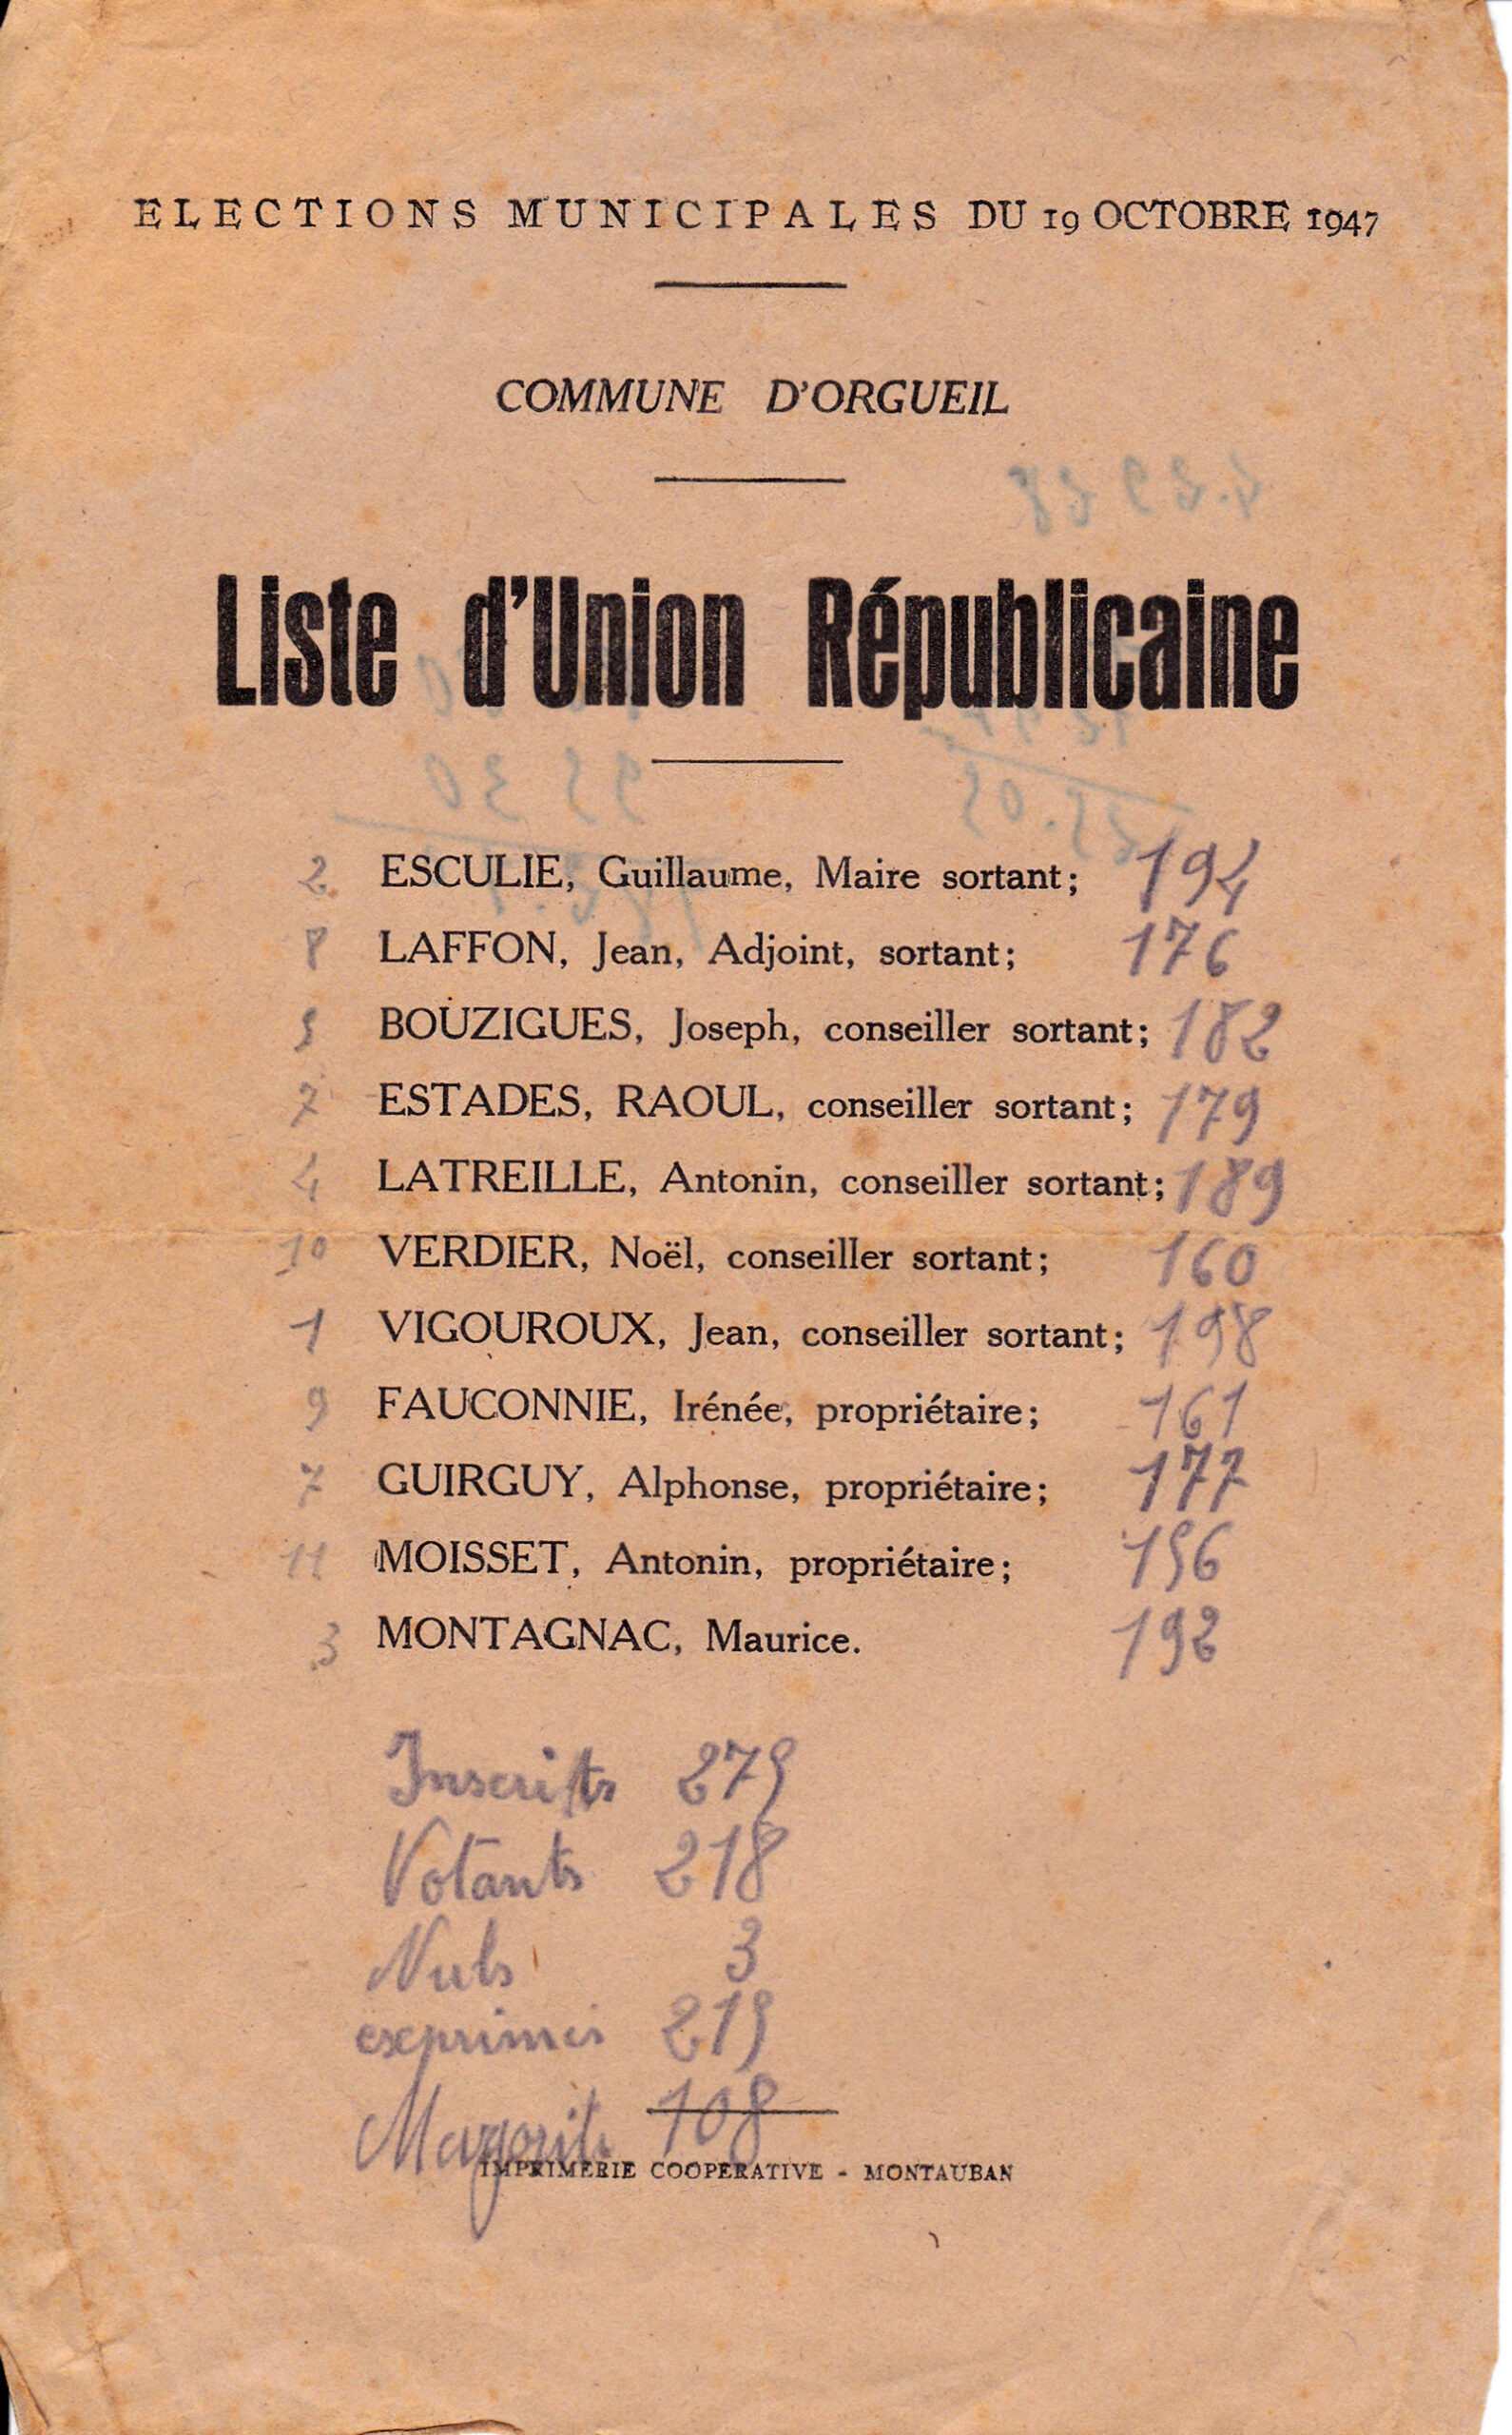 ELECTIONS MUNICIPALES DU 19 OCTOBRE 1947
COMMUNE D'ORGUEIL
Liste d'Union Républicaine
2 ESCULIE, Guillaume, Maire sortant; 194
8 LAFFON, Jean, Adjoint, sortant; 176
5 BOUZIGUES, Joseph, conseiller sortant; 182
7 ESTADES, RAOUL, conseiller sortant; 179
4 LATREILLE, Antonin, conseiller sortant; 189
10 VERDIER, Noël, conseiller sortant; 160
1 VIGOUROUX, Jean, conseiller sortant; 198
9 FAUCONNIE, Irénée, propriétaire; 161
7 GUIRGUY, Alphonse, propriétaire; 177
11 MOISSET, Antonin, propriétaire; 156
3 MONTAGNAC, Maurice. 192
Inscrits 275
Votants 218
Nuls 3
exprimés 215
Majorité 108
IMPRIMERIE COOPERATIVE - MONTAUBAN